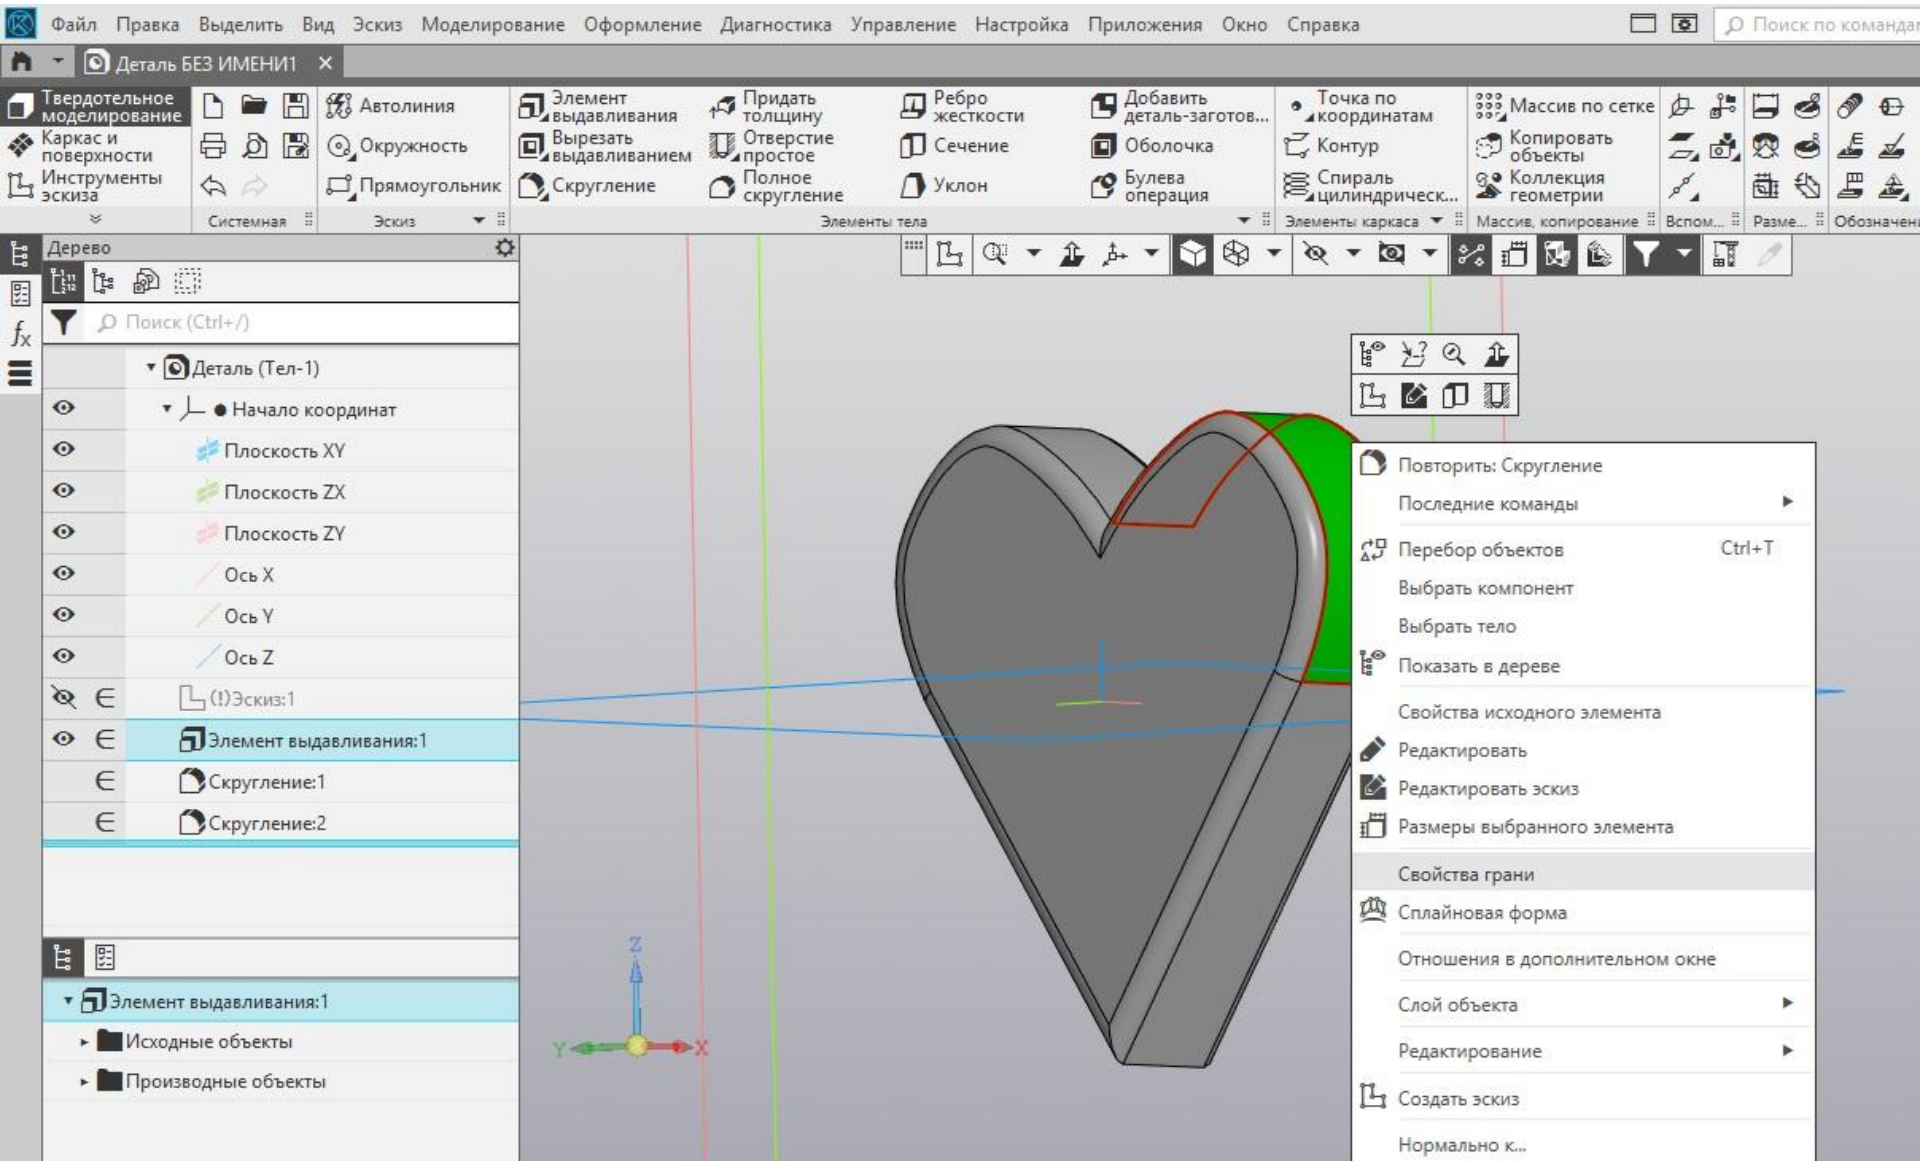 Файл Правка Выделить Вид Эскиз Моделирование Оформление Диагностика Управление Настройка Приложения Окно Справка
Поиск по командам
Деталь БЕЗ ИМЕНИ1 ×
Твердотельное
моделирование
Каркас и
поверхности
Инструменты
эскиза
Системная
Автолиния
Окружность
Прямоугольник
Эскиз
Элемент
выдавливания
Вырезать
выдавливанием
Скругление
Придать
толщину
Отверстие
простое
Полное
скругление
Ребро
жесткости
Сечение
Уклон
Добавить
деталь-заготов...
Оболочка
Булева
операция
Элементы тела
Точка по
координатам
Контур
Спираль
цилиндрическ...
Элементы каркаса
Массив по сетке
Копировать
объекты
Коллекция
геометрии
Массив, копирование
Вспом...
Разме...
Обозначени
Дерево
Поиск (Ctrl+/)
fx
Деталь (Тел-1)
Начало координат
Плоскость XY
Плоскость ZX
Плоскость ZY
Ось X
Ось Y
Ось Z
(!)Эскиз:1
Элемент выдавливания:1
Скругление:1
Скругление:2
Элемент выдавливания:1
Исходные объекты
Производные объекты
Z
Y
X
Повторить: Скругление
Последние команды
Перебор объектов Ctrl+T
Выбрать компонент
Выбрать тело
Показать в дереве
Свойства исходного элемента
Редактировать
Редактировать эскиз
Размеры выбранного элемента
Свойства грани
Сплайновая форма
Отношения в дополнительном окне
Слой объекта
Редактирование
Создать эскиз
Нормально к...